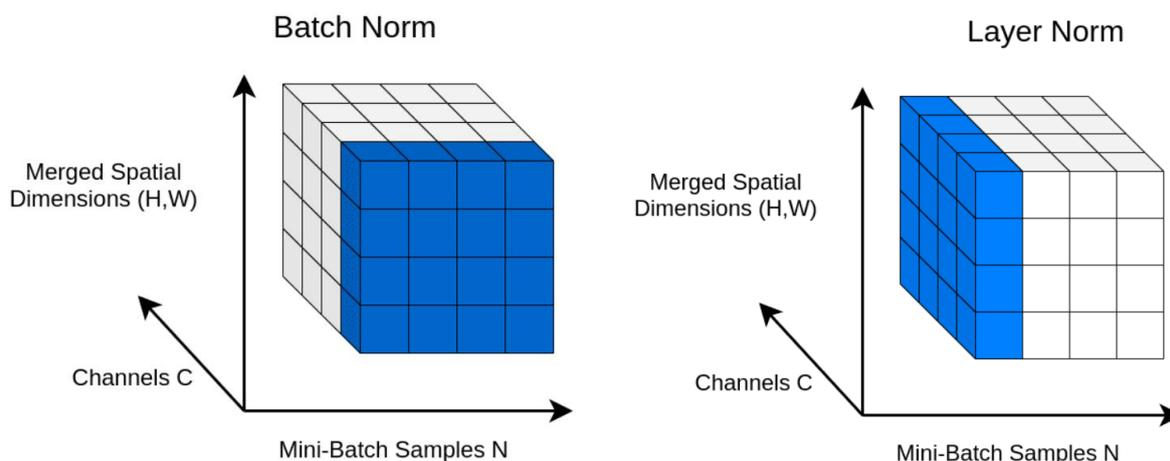 Batch Norm
Merged Spatial
Dimensions (H,W)
Channels C
Mini-Batch Samples N
Layer Norm
Merged Spatial
Dimensions (H,W)
Channels C
Mini-Batch Samples N